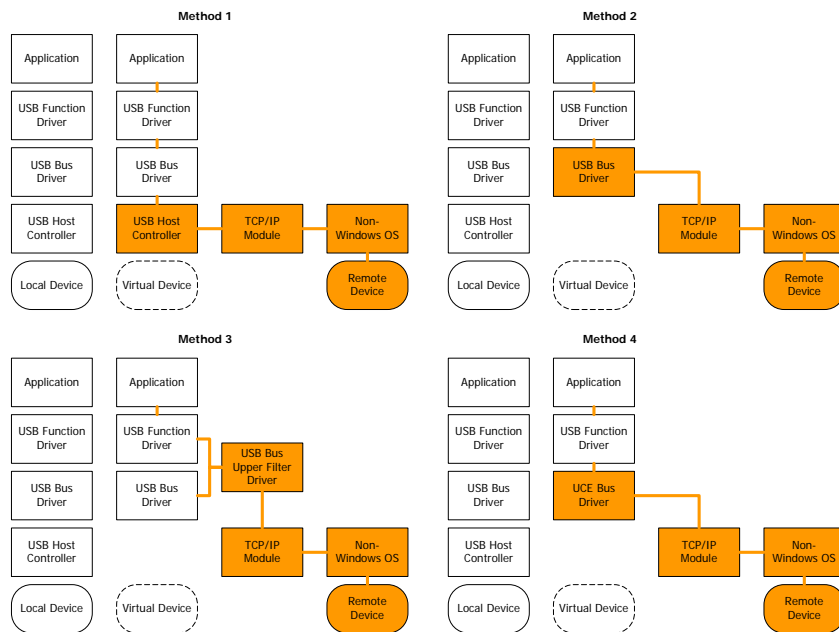 Method 1
Application
Application
USB Function
Driver
USB Function
Driver
USB Bus
Driver
USB Bus
Driver
USB Host
Controller
USB Host
Controller
TCP/IP
Module
Non-
Windows OS
Local Device
Virtual Device
Remote
Device
Method 2
Application
Application
USB Function
Driver
USB Function
Driver
USB Bus
Driver
USB Bus
Driver
USB Host
Controller
TCP/IP
Module
Non-
Windows OS
Local Device
Virtual Device
Remote
Device
Method 3
Application
Application
USB Function
Driver
USB Function
Driver
USB Bus
Upper Filter
Driver
USB Bus
Driver
USB Bus
Driver
USB Host
Controller
TCP/IP
Module
Non-
Windows OS
Local Device
Virtual Device
Remote
Device
Method 4
Application
Application
USB Function
Driver
USB Function
Driver
USB Bus
Driver
UCE Bus
Driver
USB Host
Controller
TCP/IP
Module
Non-
Windows OS
Local Device
Virtual Device
Remote
Device